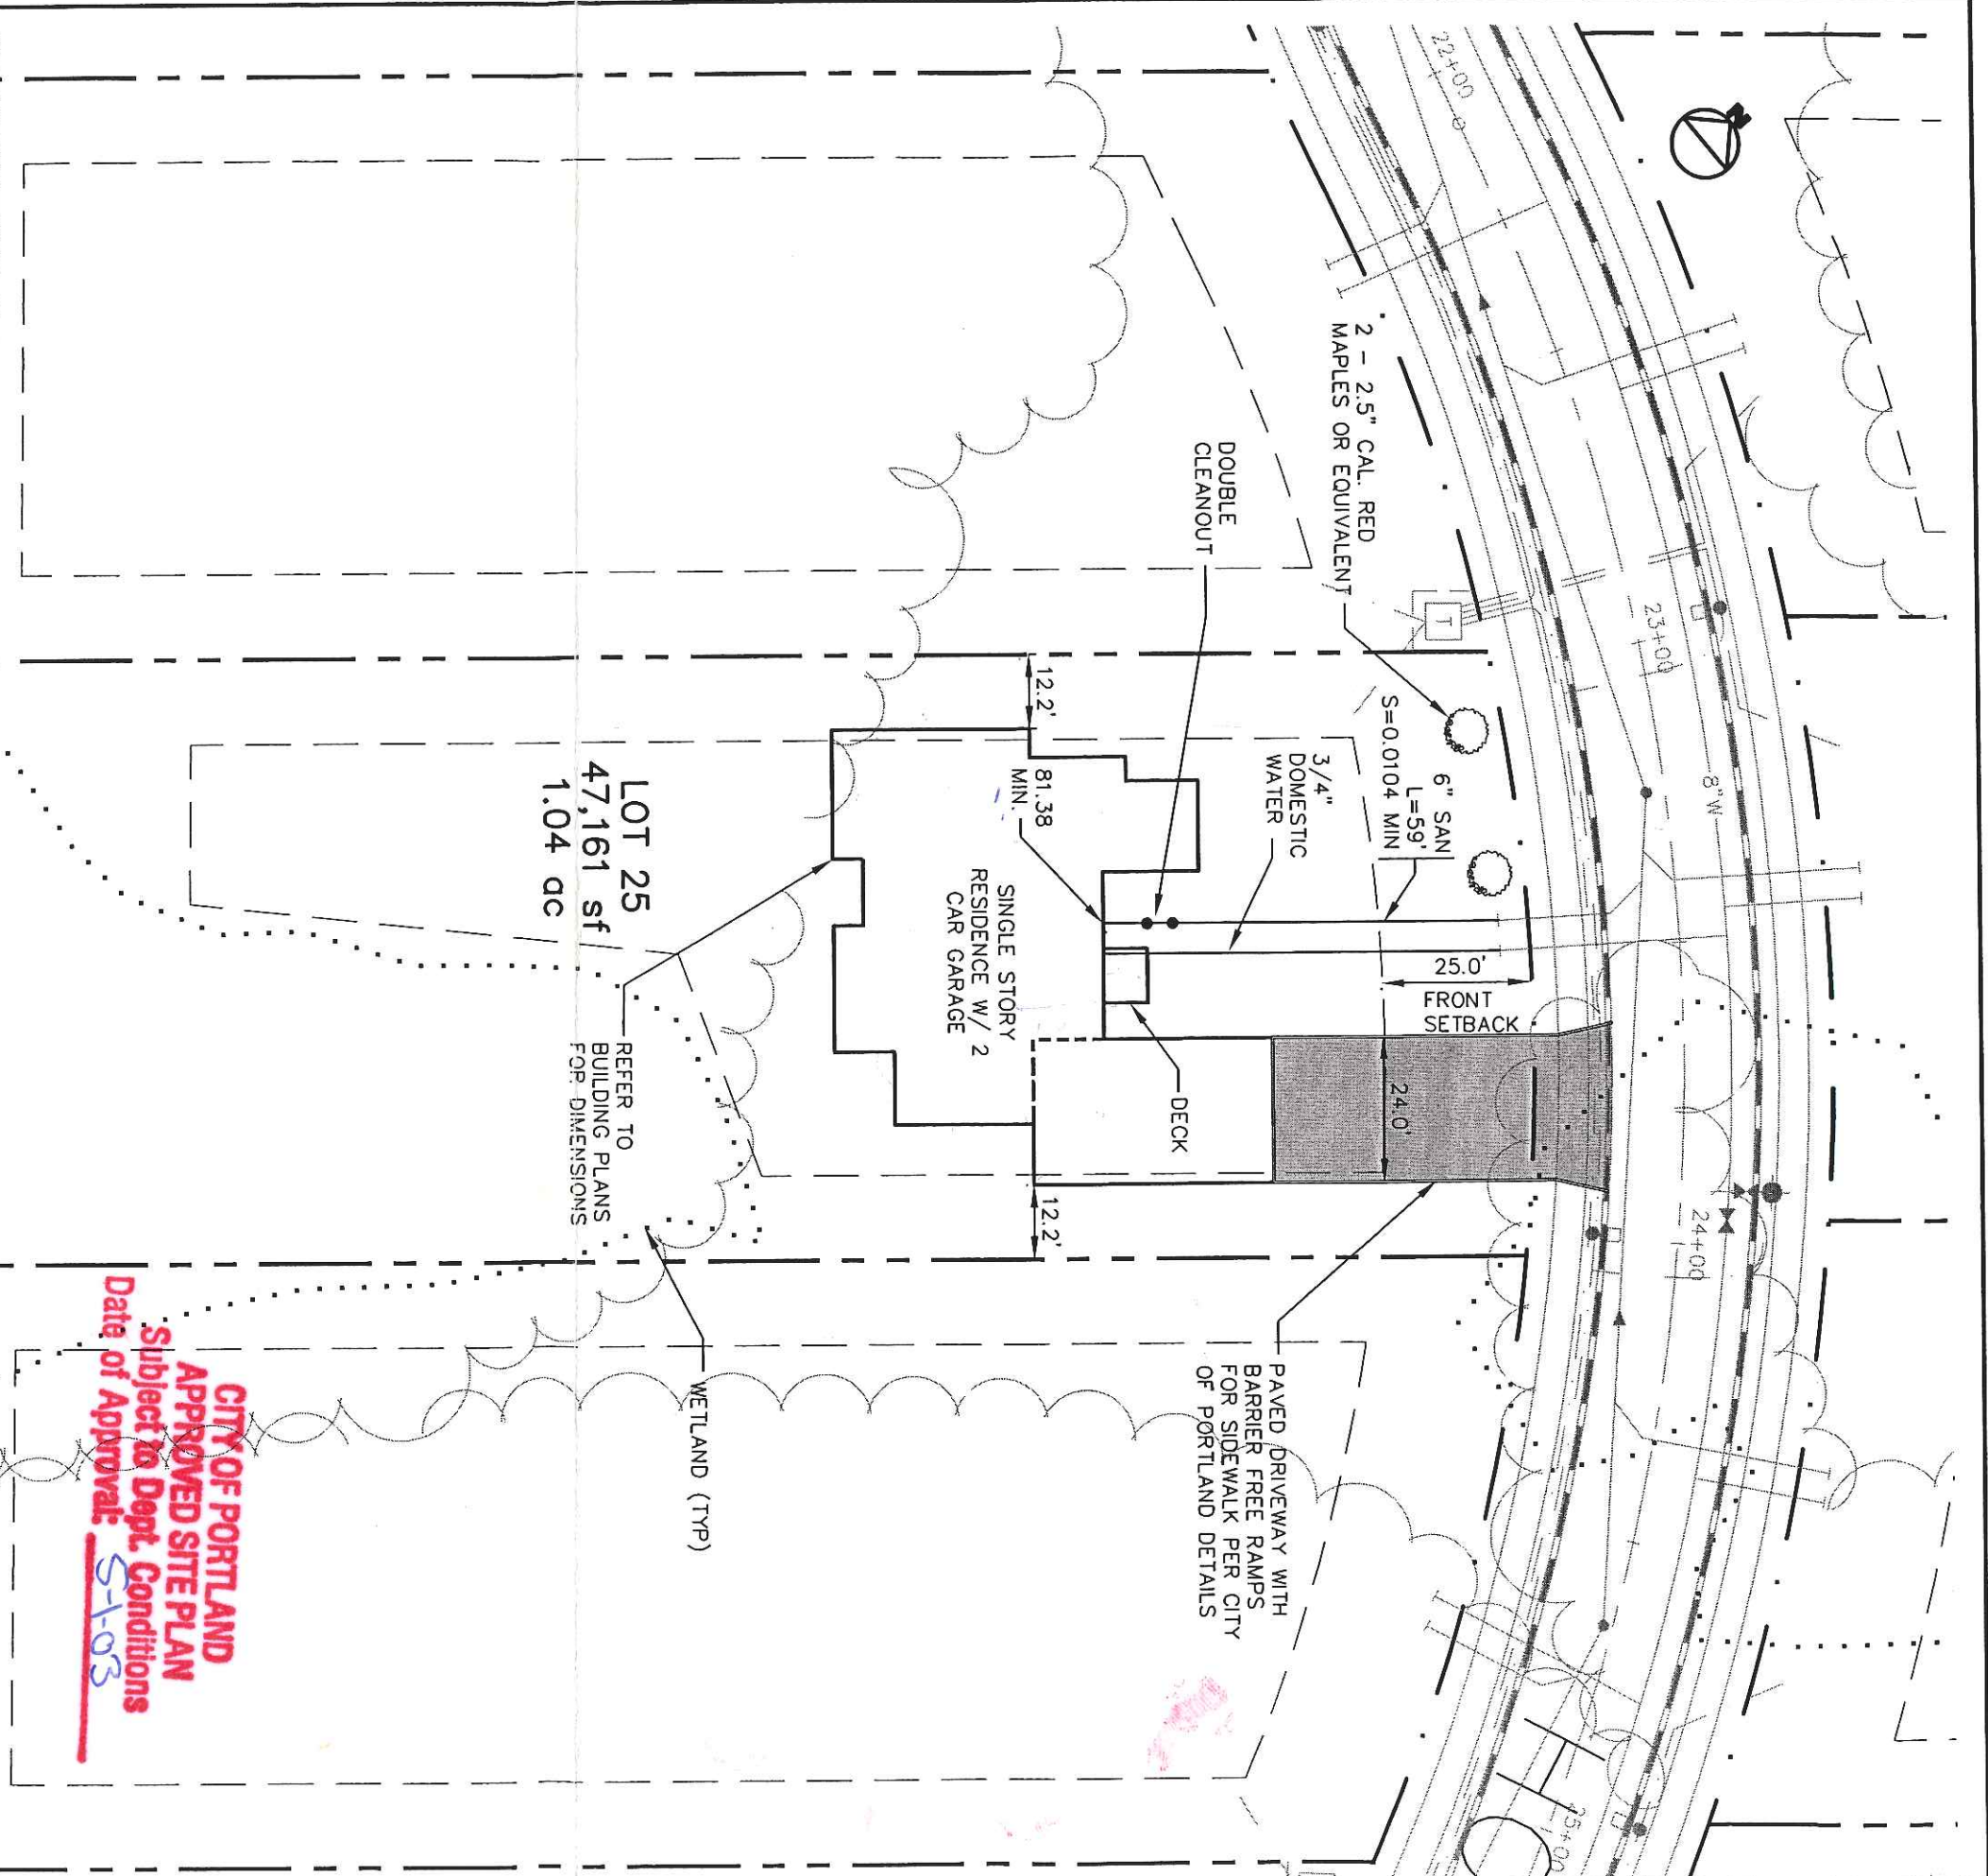 22+00
23+00
8"W
24+00
25+00
N
T
2 - 2.5" CAL. RED
MAPLES OR EQUIVALENT
DOUBLE
CLEANOUT
6" SAN
L=59'
S=0.0104 MIN
3/4"
DOMESTIC
WATER
12.2'
81.38
MIN.
25.0'
FRONT
SETBACK
24.0'
DECK
SINGLE STORY
RESIDENCE W/ 2
CAR GARAGE
12.2'
LOT 25
47,161 sf
1.04 ac
REFER TO
BUILDING PLANS
FOR DIMENSIONS
PAVED DRIVEWAY WITH
BARRIER FREE RAMPS
FOR SIDEWALK PER CITY
OF PORTLAND DETAILS
WETLAND (TYP)
CITY OF PORTLAND
APPROVED SITE PLAN
Subject to Dept. Conditions
Date of Approval: 5-1-03